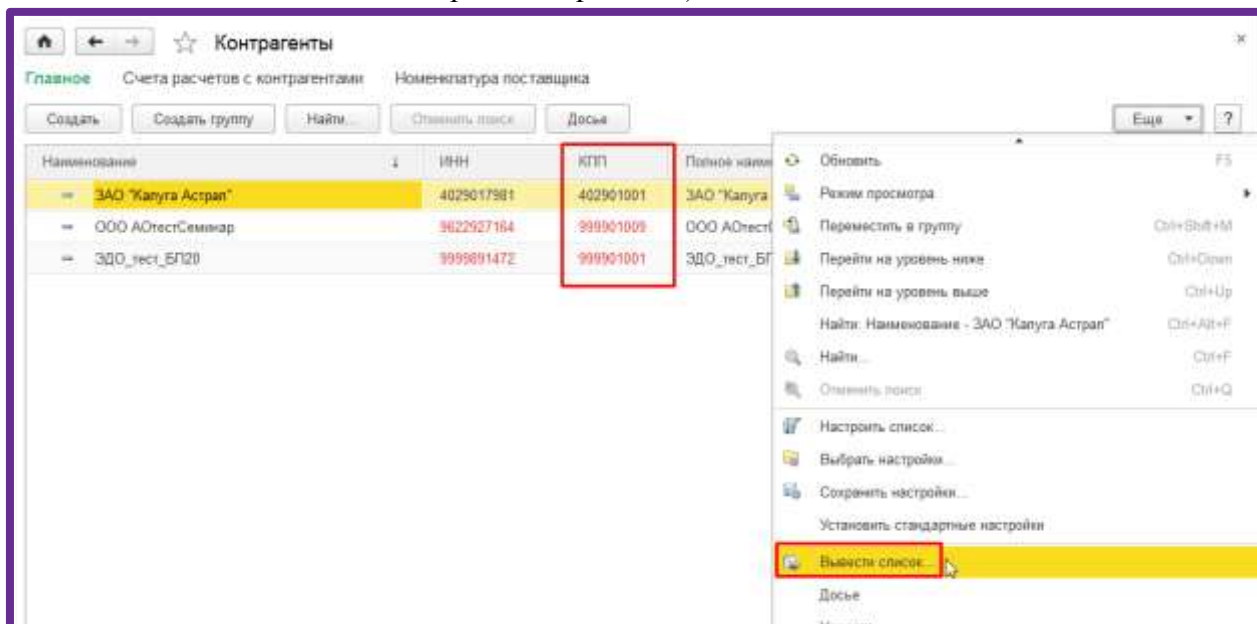 Контрагенты
Главное Счета расчетов с контрагентами Номенклатура поставщика
Создать Создать группу Найти... Отменить поиск Досье Еще ?
Наименование ИНН КПП Полное наиме
ЗАО "Калуга Астрал" 4029017981 402901001 ЗАО "Калуга
ООО АОтестСеминар 9622927164 999901009 ООО АОтест
ЭДО_тест_БП20 9999891472 999901001 ЭДО_тест_БГ
Обновить F5
Режим просмотра
Переместить в группу Ctrl+Shift+M
Перейти на уровень ниже Ctrl+Down
Перейти на уровень выше Ctrl+Up
Найти: Наименование - ЗАО "Калуга Астрал" Ctrl+Alt+F
Найти... Ctrl+F
Отменить поиск Ctrl+Q
Настроить список...
Выбрать настройки...
Сохранить настройки...
Установить стандартные настройки
Вывести список...
Досье